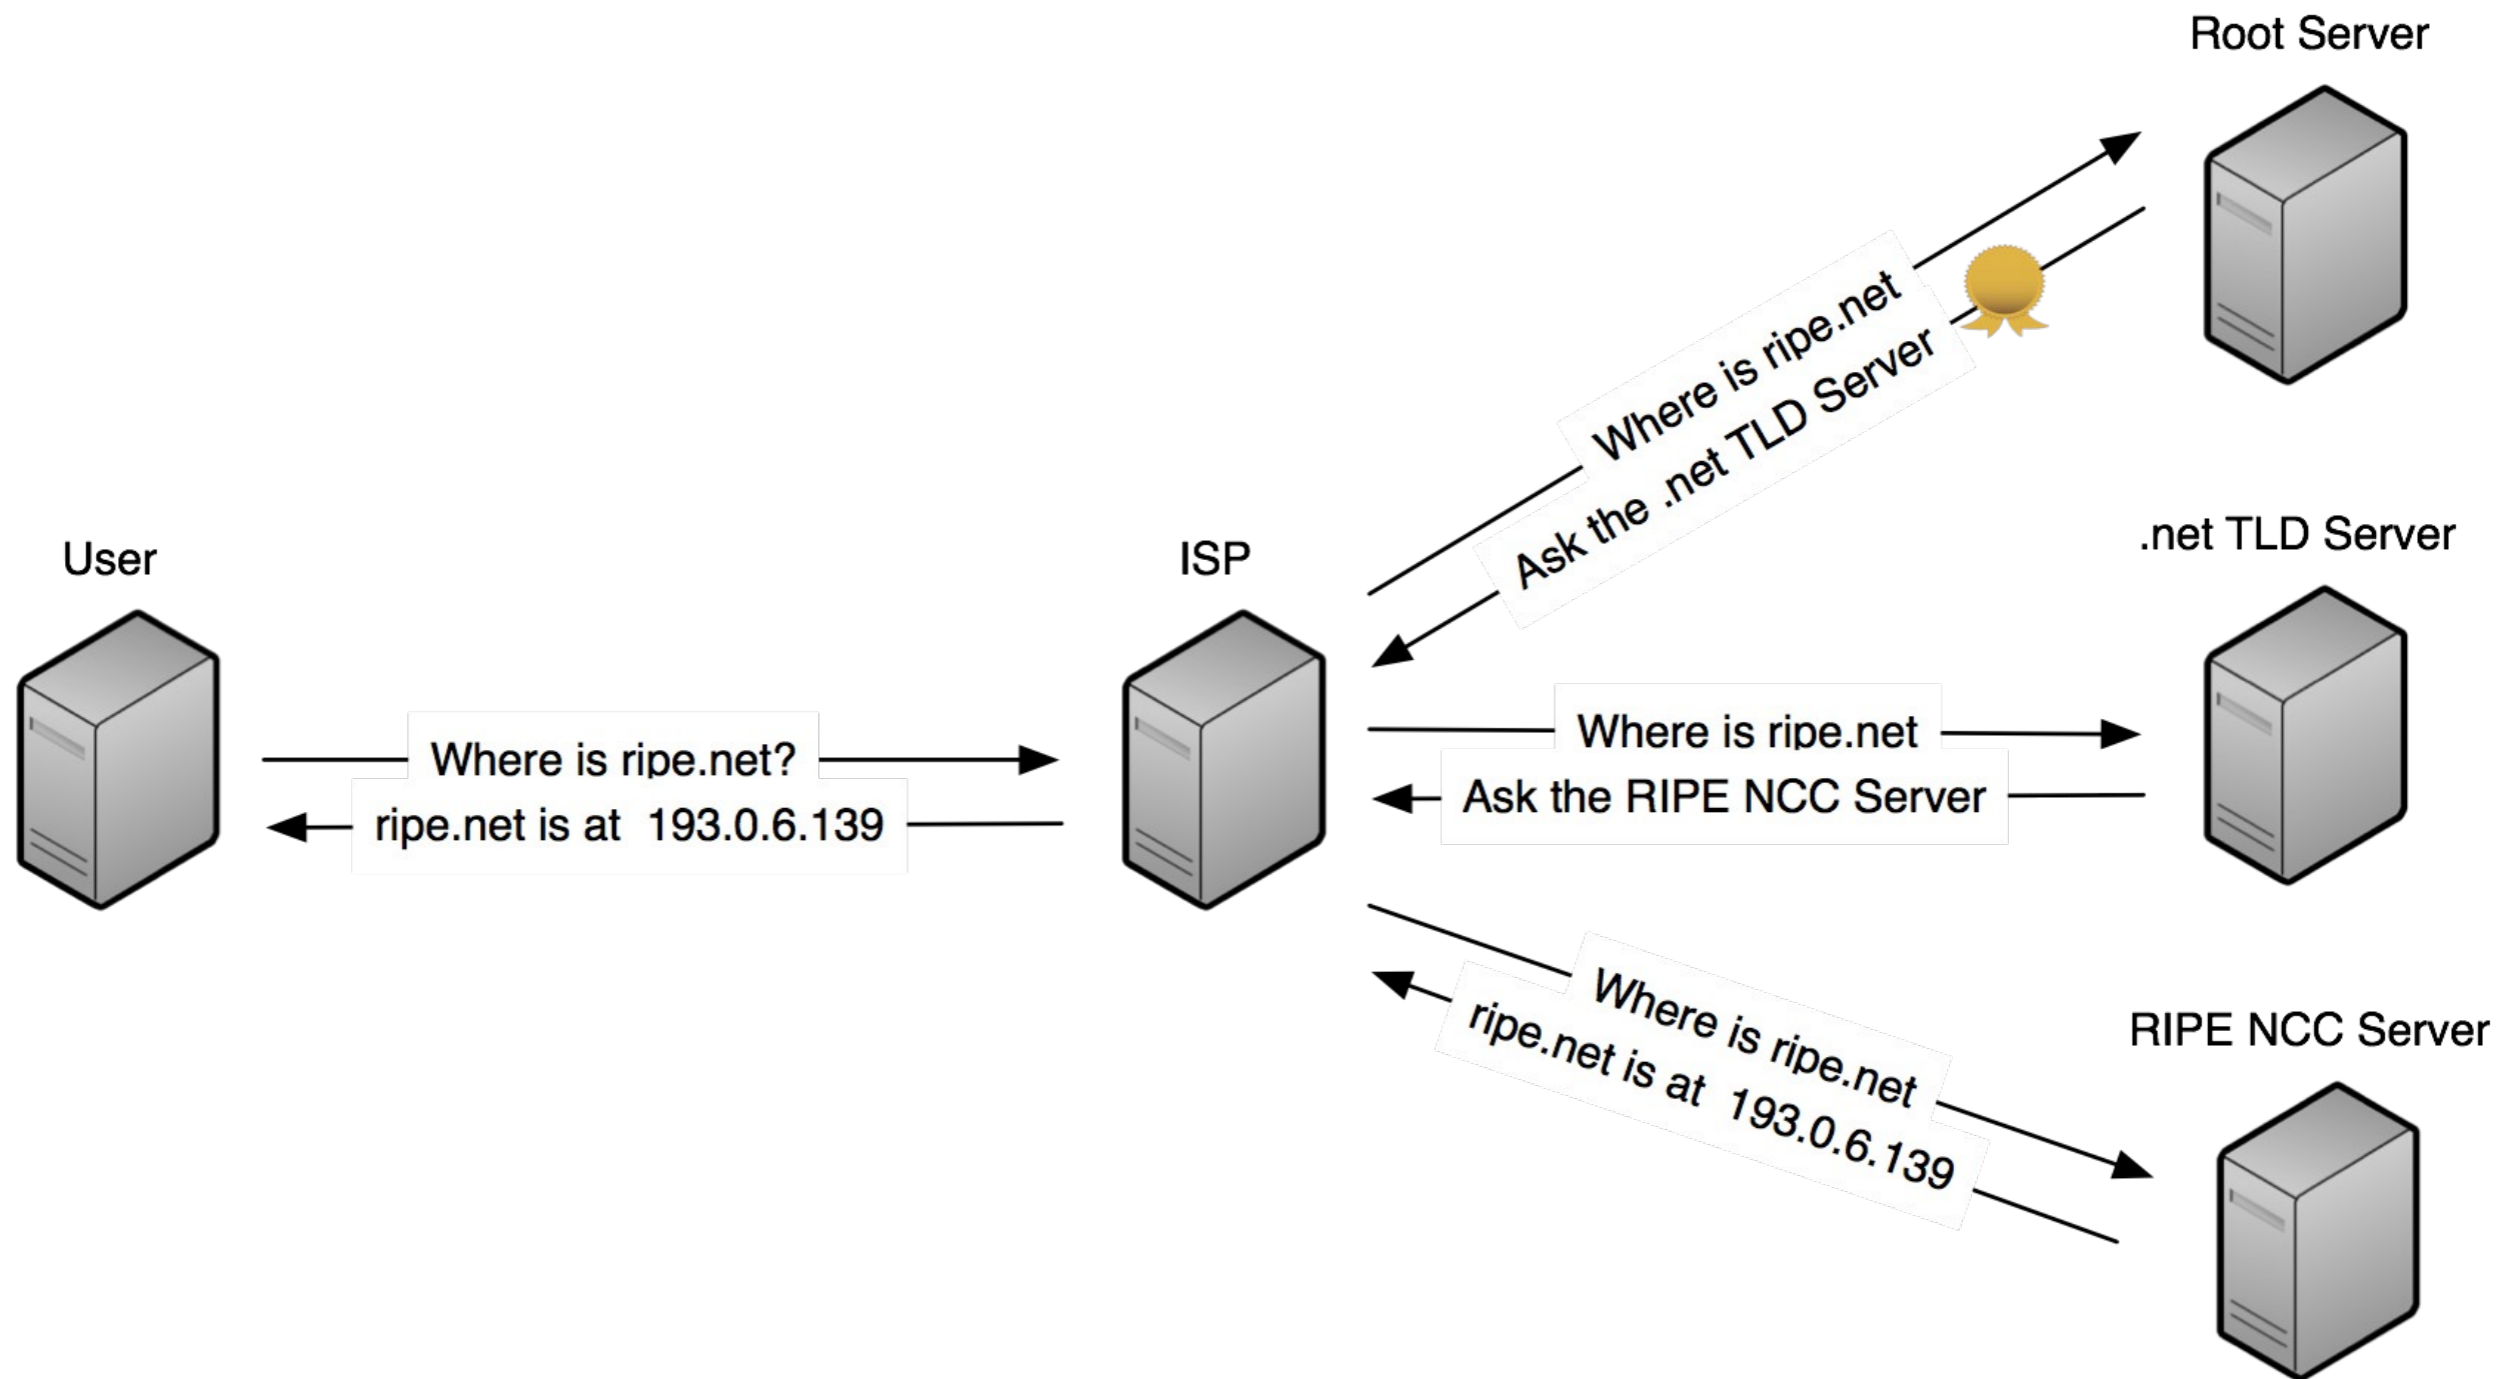 Root Server
Where is ripe.net
Ask the .net TLD Server
User
ISP
.net TLD Server
Where is ripe.net?
ripe.net is at 193.0.6.139
Where is ripe.net
Ask the RIPE NCC Server
Where is ripe.net
ripe.net is at 193.0.6.139
RIPE NCC Server